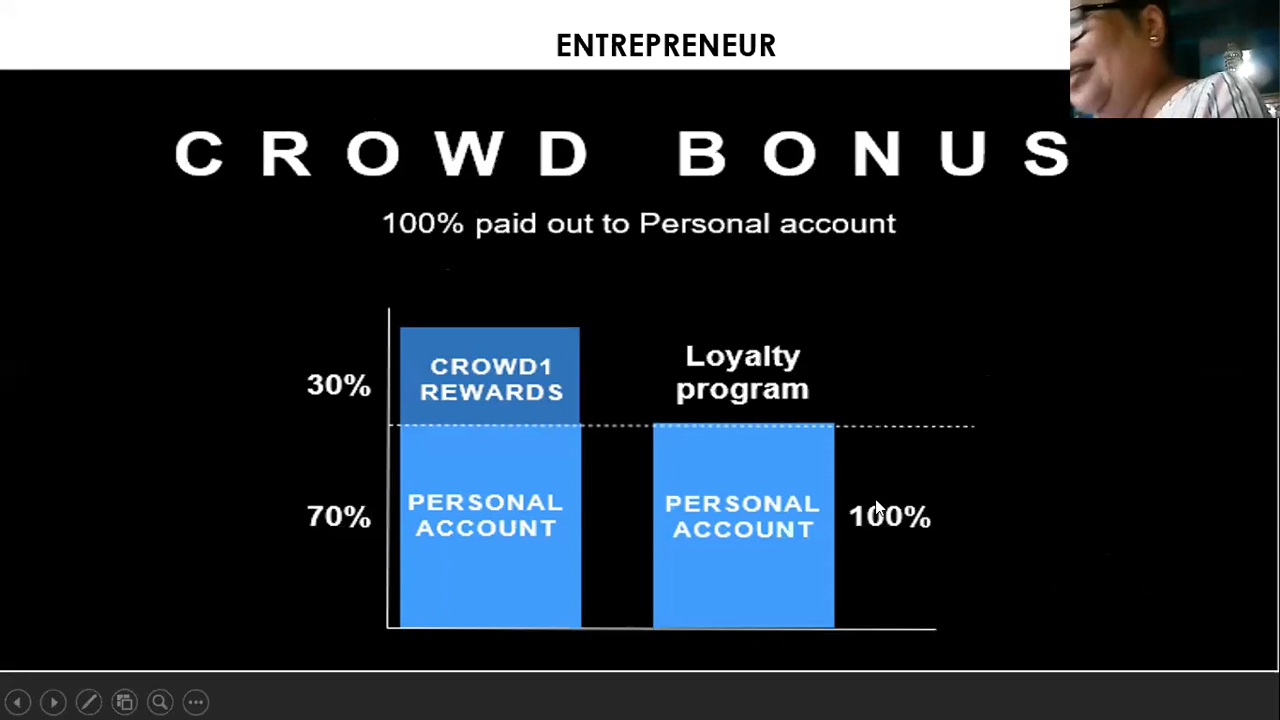 ENTREPRENEUR
CROWD BONUS
100% paid out to Personal account
30%
CROWD1
REWARDS
Loyalty
program
70%
PERSONAL
ACCOUNT
PERSONAL
ACCOUNT
100%